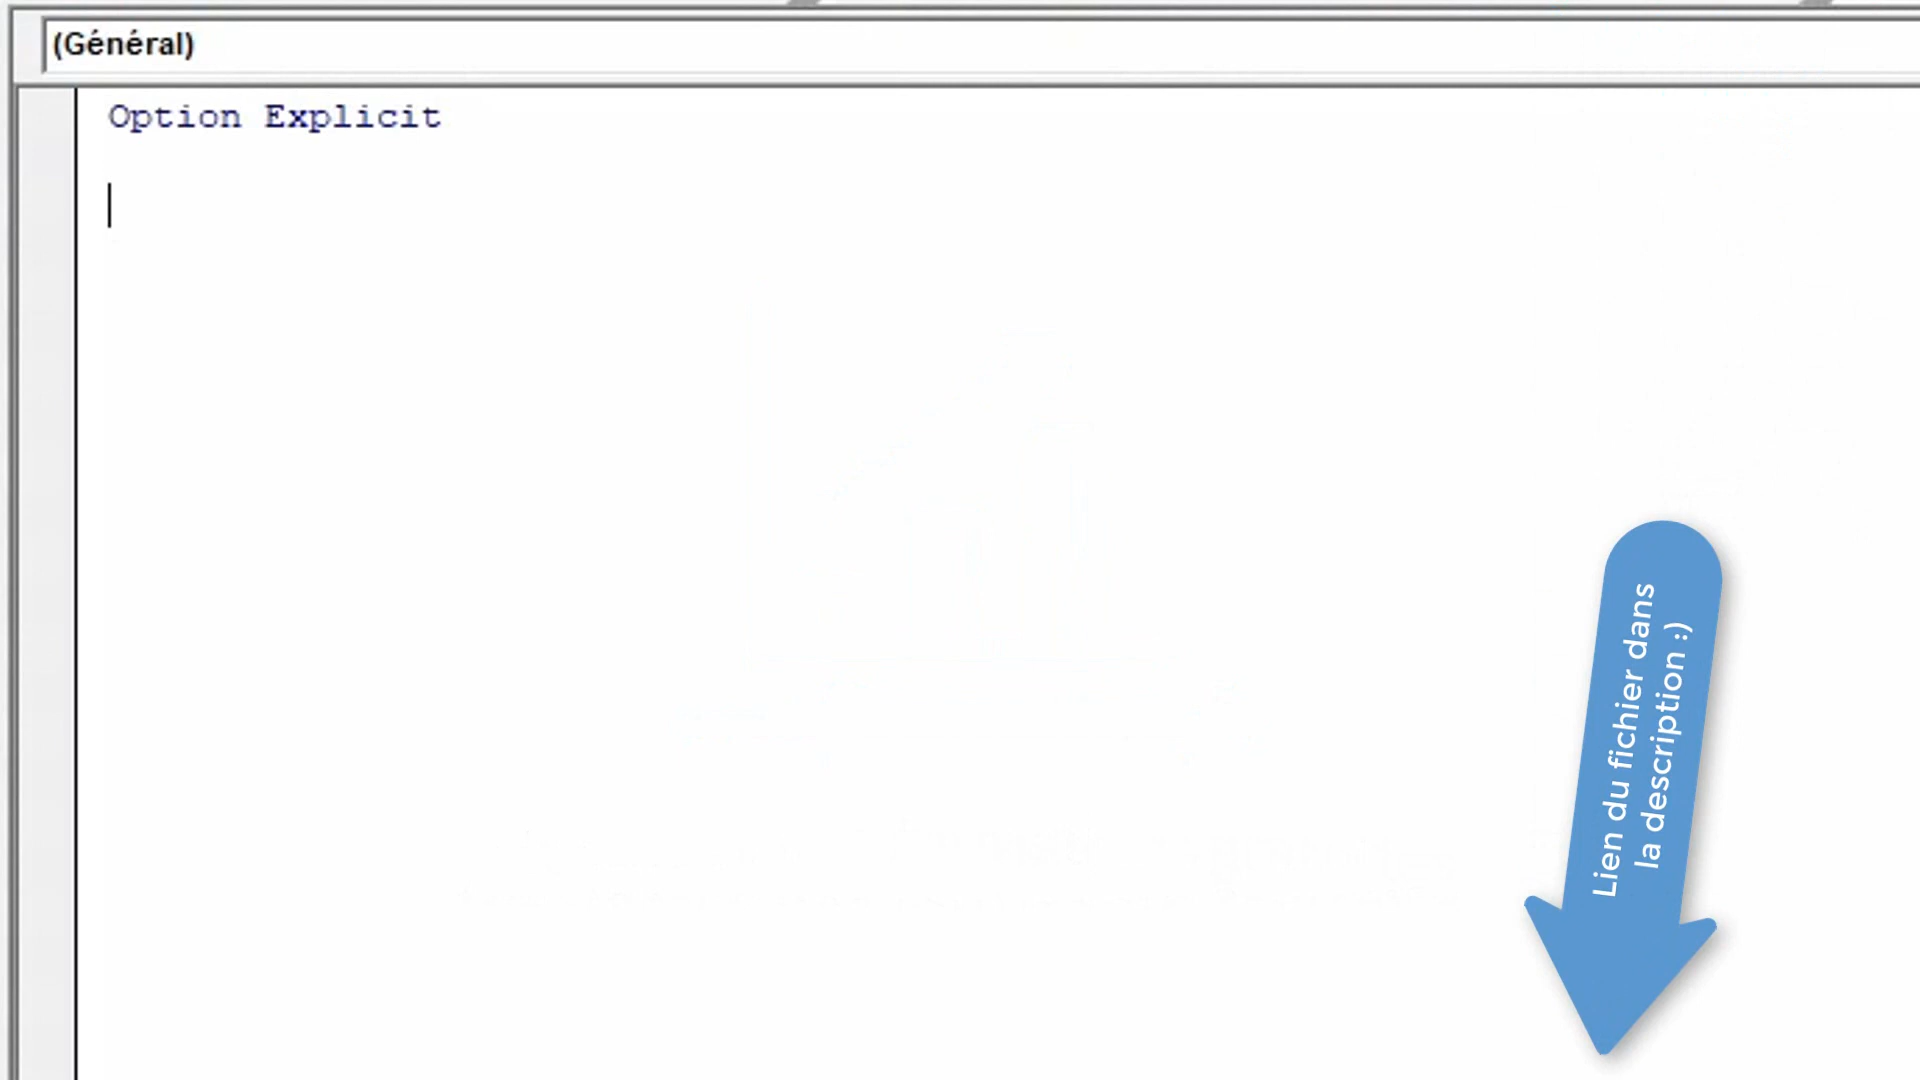 (Général)
Option Explicit
Lien du fichier dans
la description :)